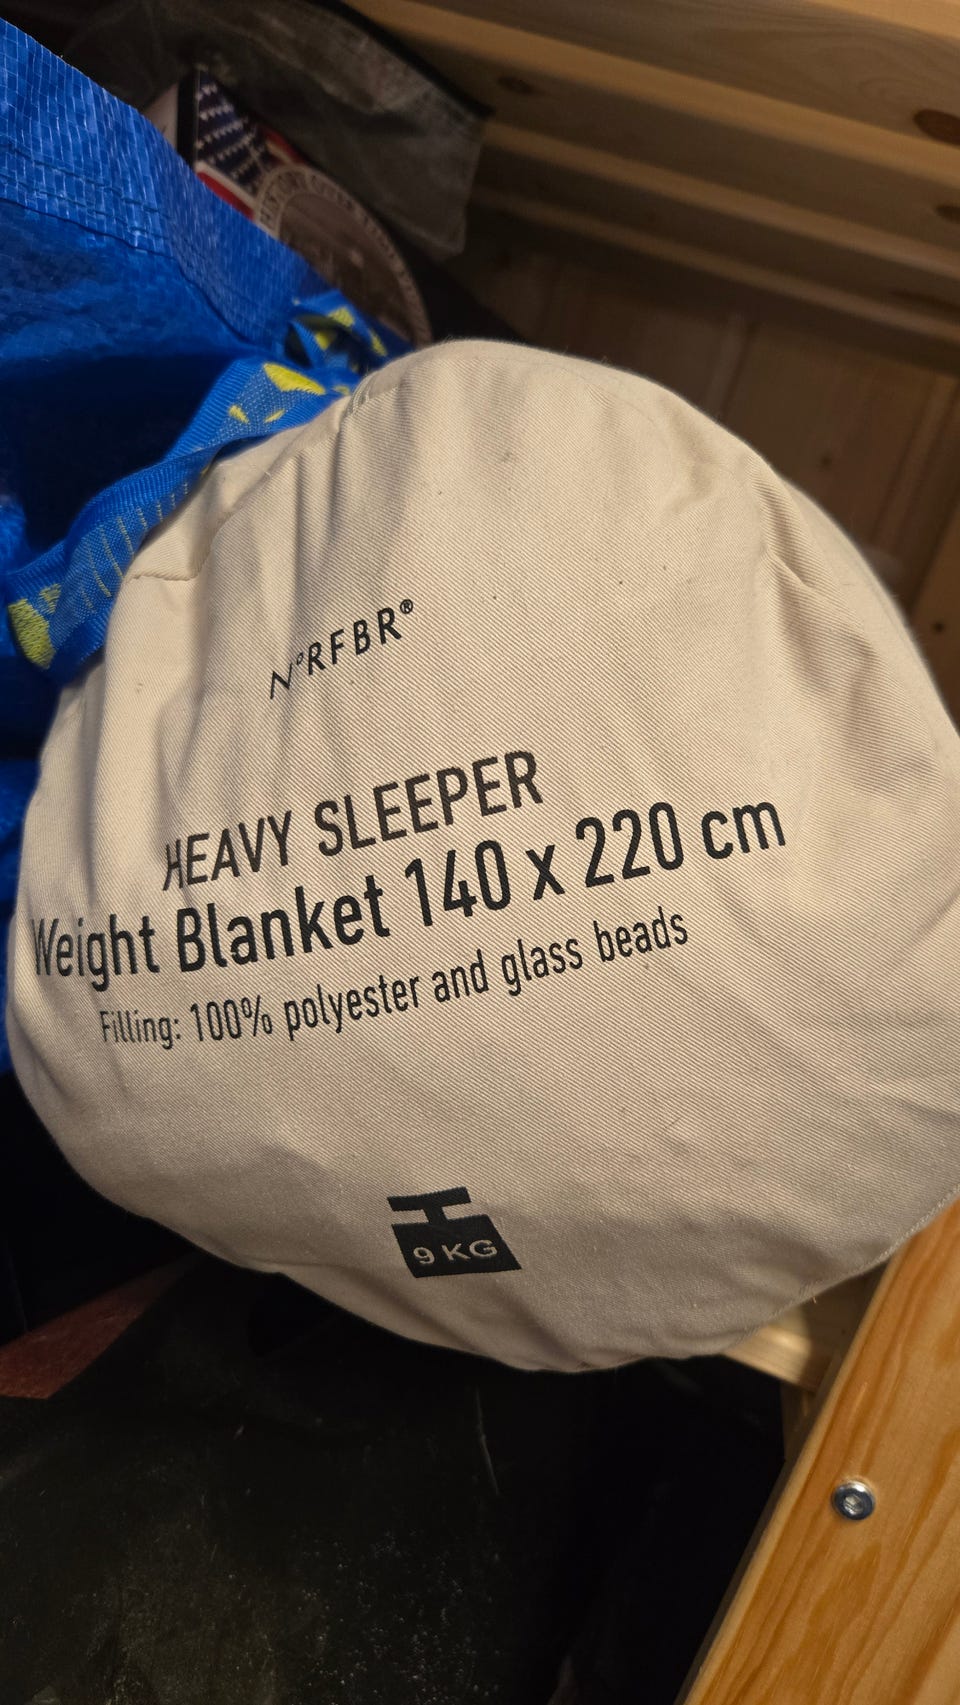 N°RFBR®
HEAVY SLEEPER
Weight Blanket 140 x 220 cm
Filling: 100% polyester and glass beads
9 KG